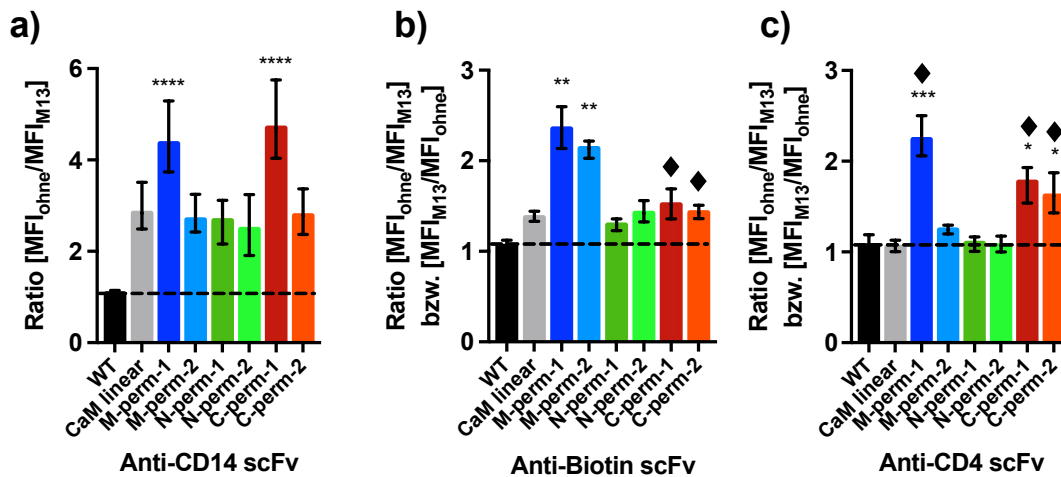 a)
Ratio [MFIohne/MFIM13]
6
4
2
0
****
****
WT
CaM linear
M-perm-1
M-perm-2
N-perm-1
N-perm-2
C-perm-1
C-perm-2
Anti-CD14 scFv
b)
Ratio [MFIohne/MFIM13]
bzw. [MFIM13/MFIohne]
3
2
1
0
**
**
◆
◆
WT
CaM linear
M-perm-1
M-perm-2
N-perm-1
N-perm-2
C-perm-1
C-perm-2
Anti-Biotin scFv
c)
Ratio [MFIohne/MFIM13]
bzw. [MFIM13/MFIohne]
3
2
1
0
◆
***
◆
*
◆
*
WT
CaM linear
M-perm-1
M-perm-2
N-perm-1
N-perm-2
C-perm-1
C-perm-2
Anti-CD4 scFv